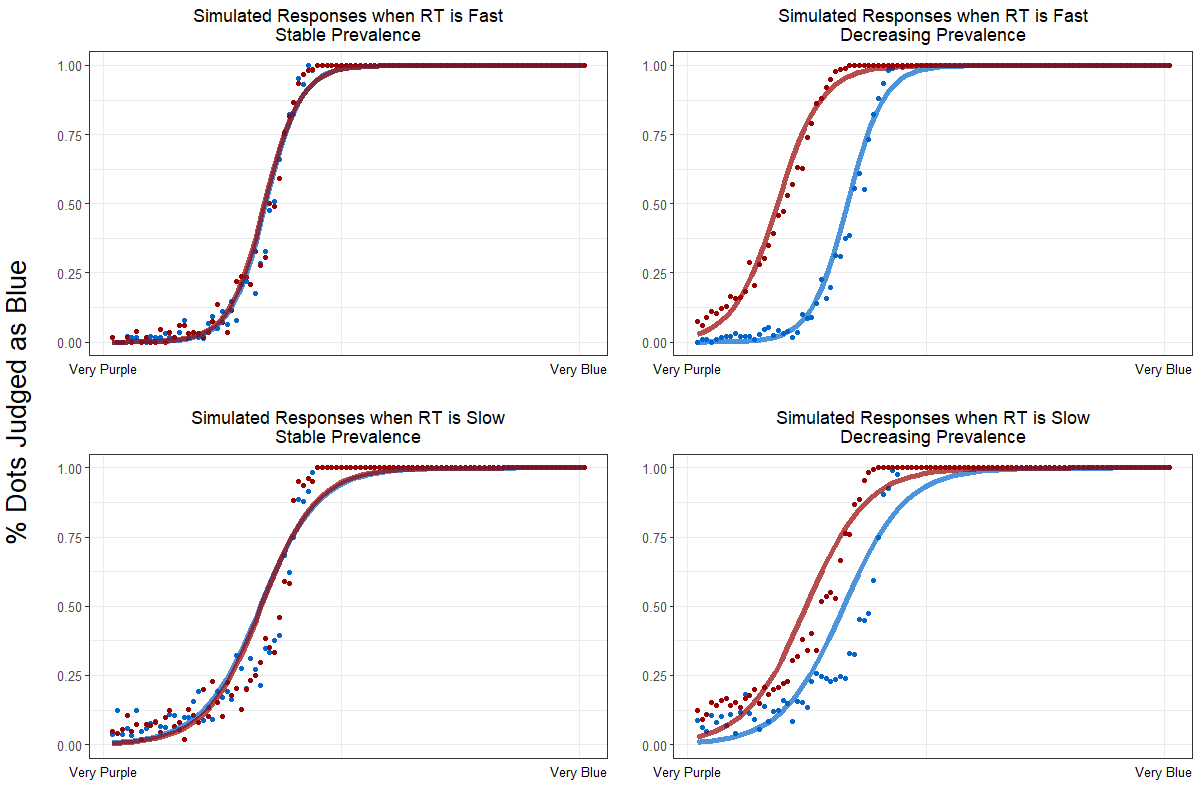 % Dots Judged as Blue
Simulated Responses when RT is Fast
Stable Prevalence
1.00
0.75
0.50
0.25
0.00
Very Purple
Very Blue
Simulated Responses when RT is Fast
Decreasing Prevalence
1.00
0.75
0.50
0.25
0.00
Very Purple
Very Blue
Simulated Responses when RT is Slow
Stable Prevalence
1.00
0.75
0.50
0.25
0.00
Very Purple
Very Blue
Simulated Responses when RT is Slow
Decreasing Prevalence
1.00
0.75
0.50
0.25
0.00
Very Purple
Very Blue